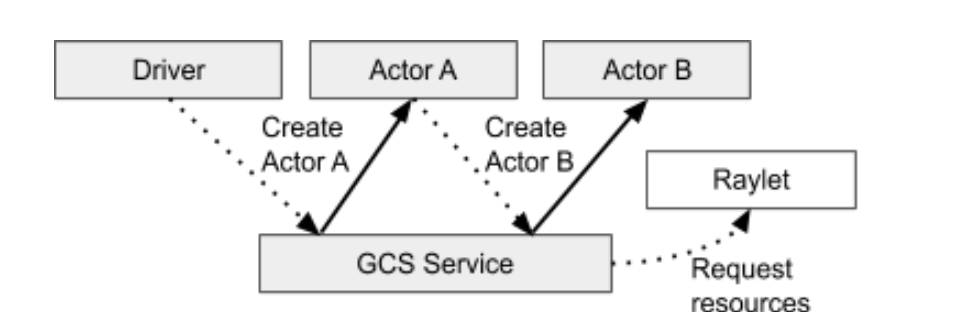 Driver
Actor A
Actor B
Create
Actor A
Create
Actor B
Raylet
GCS Service
Request
resources